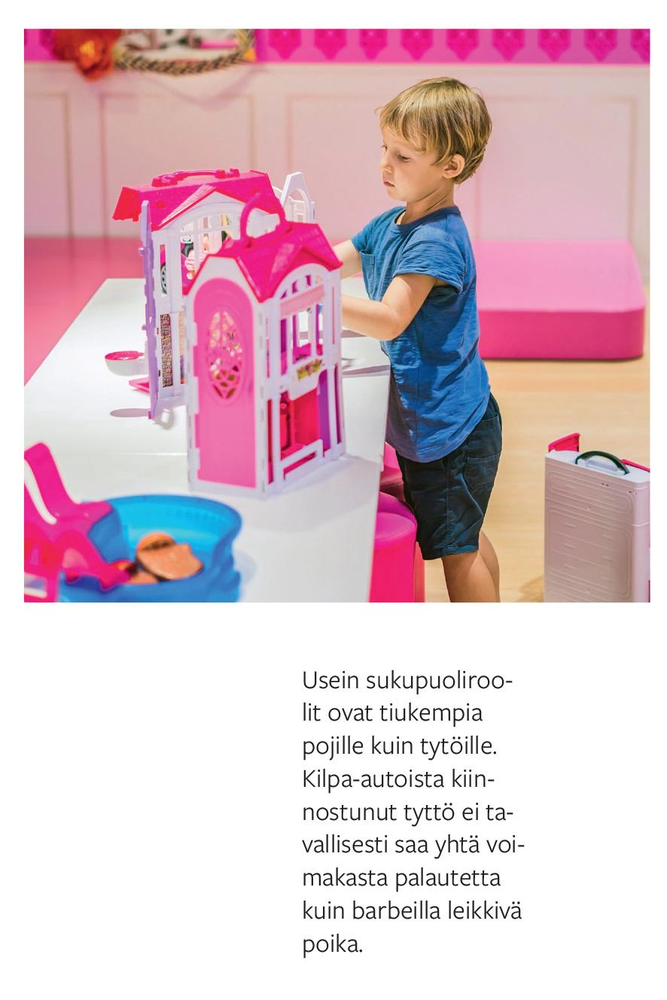 Usein sukupuoliroo-
lit ovat tiukempia
pojille kuin tytöille.
Kilpa-autoista kiin-
nostunut tyttö ei ta-
vallisesti saa yhtä voi-
makasta palautetta
kuin barbeilla leikkivä
poika.